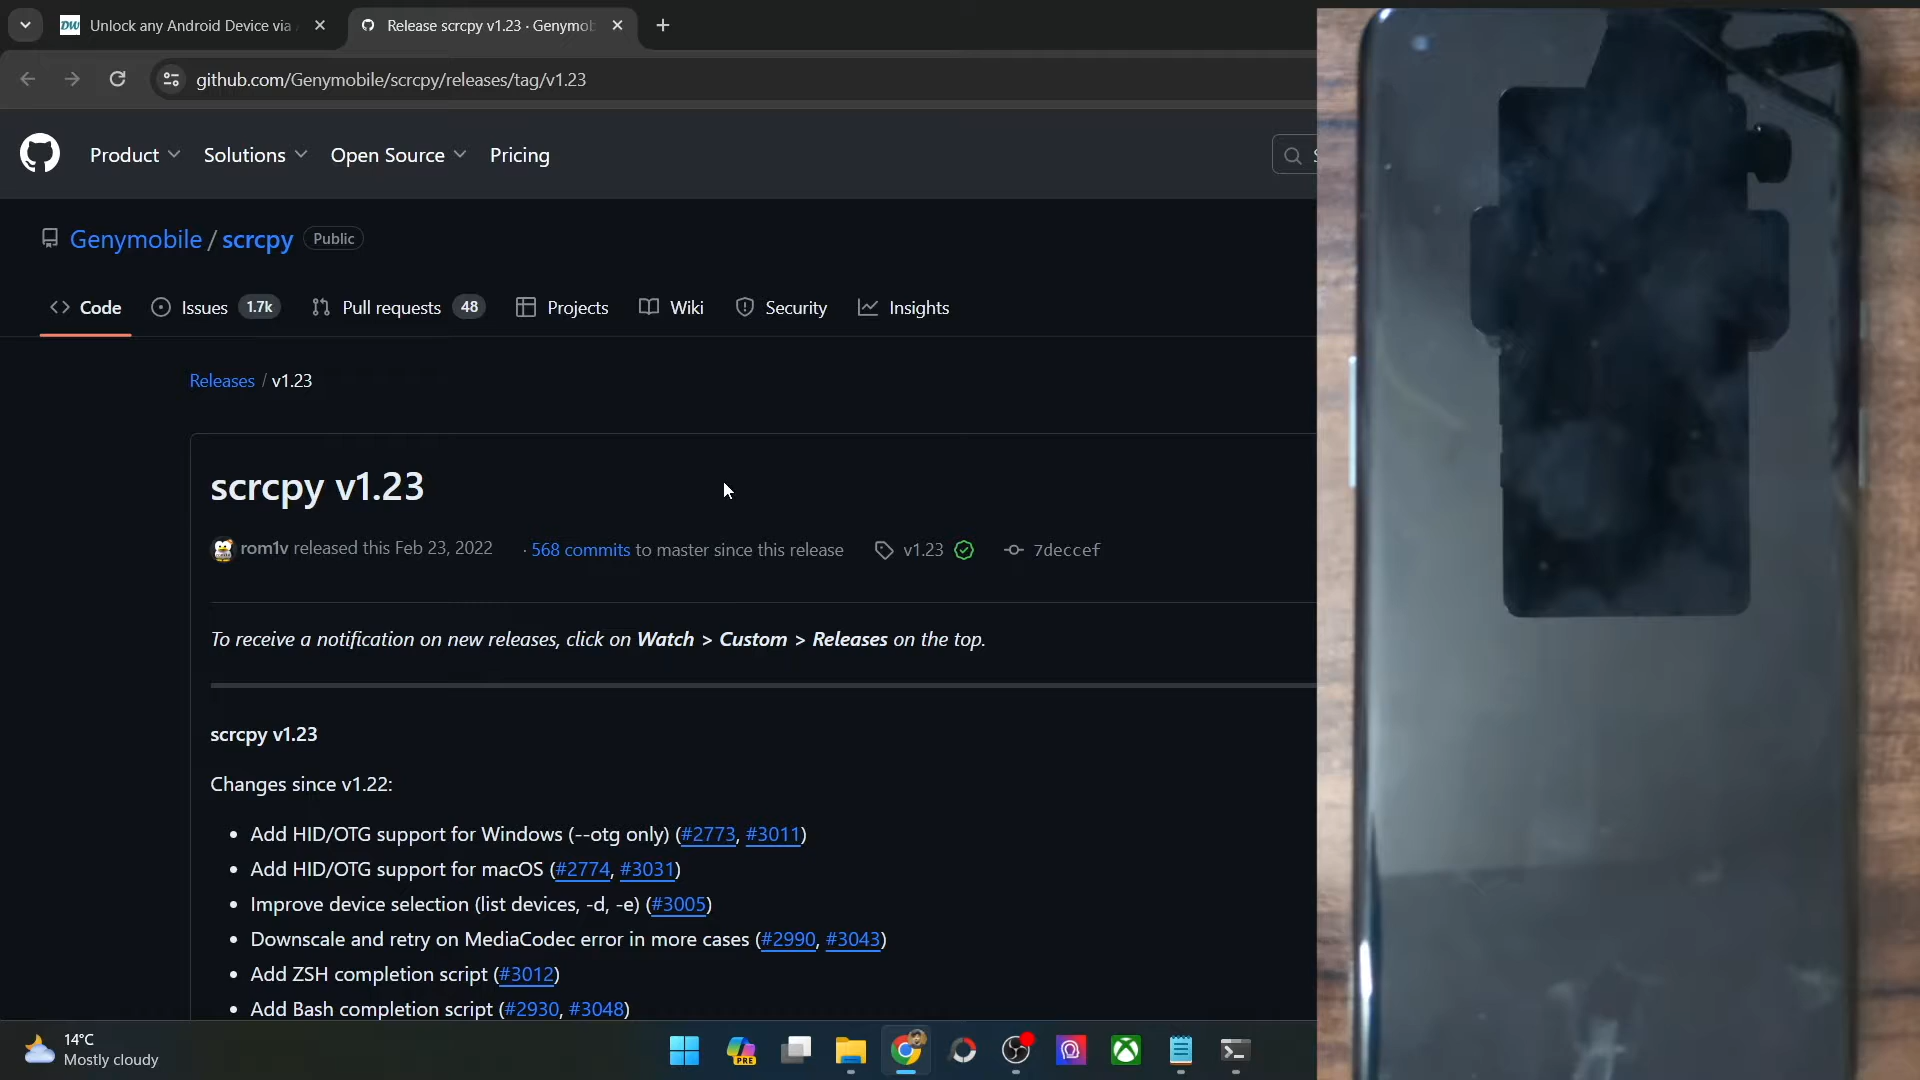 DW Unlock any Android Device via
Release scrcpy v1.23 · Genymob
github.com/Genymobile/scrcpy/releases/tag/v1.23
Product
Solutions
Open Source
Pricing
Genymobile / scrcpy Public
<> Code
Issues 1.7k
Pull requests 48
Projects
Wiki
Security
Insights
Releases / v1.23
scrcpy v1.23
rom1v released this Feb 23, 2022 · 568 commits to master since this release v1.23 7deccef
To receive a notification on new releases, click on Watch > Custom > Releases on the top.
scrcpy v1.23
Changes since v1.22:
• Add HID/OTG support for Windows (--otg only) (#2773, #3011)
• Add HID/OTG support for macOS (#2774, #3031)
• Improve device selection (list devices, -d, -e) (#3005)
• Downscale and retry on MediaCodec error in more cases (#2990, #3043)
• Add ZSH completion script (#3012)
• Add Bash completion script (#2930, #3048)
14°C
Mostly cloudy
PRE